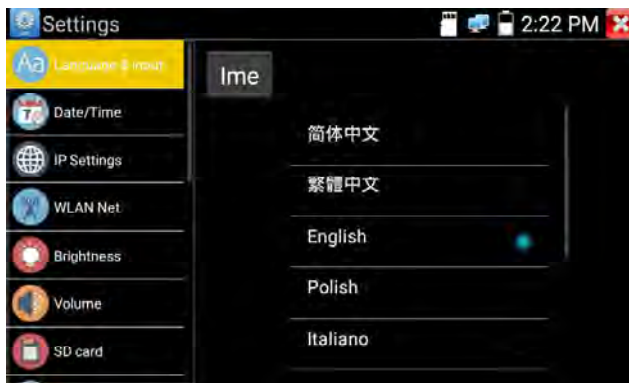 Settings
2:22 PM
Aa Language & input
Ime
Date/Time
IP Settings
WLAN Net
Brightness
Volume
SD card
简体中文
繁體中文
English
Polish
Italiano